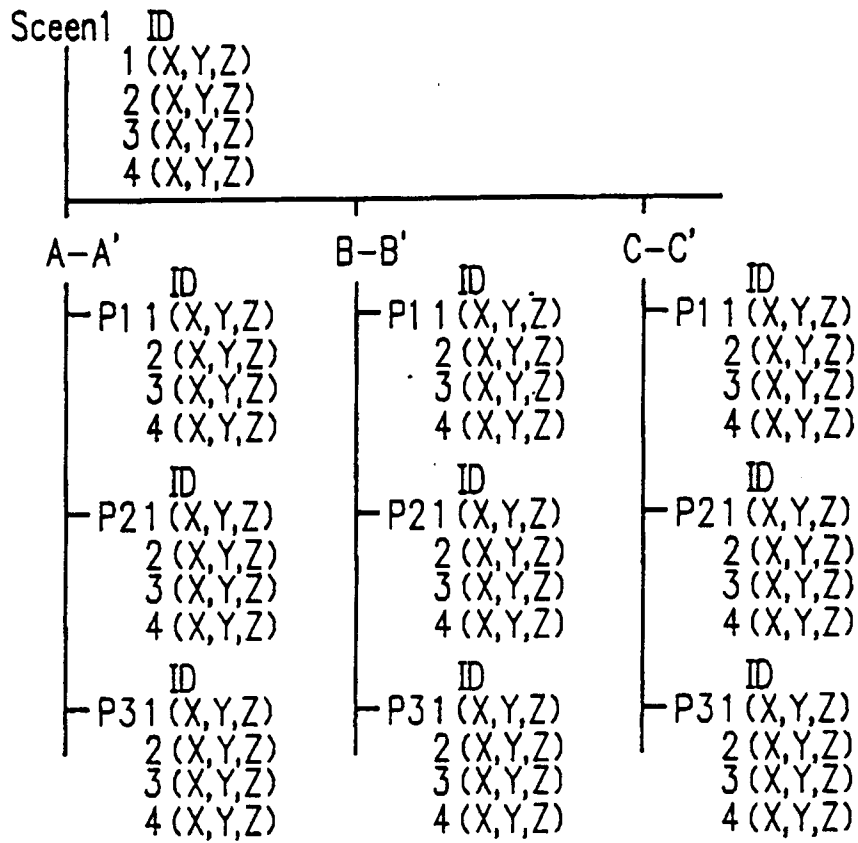 Sceen1 ID
1 (X,Y,Z)
2 (X,Y,Z)
3 (X,Y,Z)
4 (X,Y,Z)
A-A' B-B' C-C'
ID ID ID
P1 1 (X,Y,Z) P1 1 (X,Y,Z) P1 1 (X,Y,Z)
2 (X,Y,Z) 2 (X,Y,Z) 2 (X,Y,Z)
3 (X,Y,Z) 3 (X,Y,Z) 3 (X,Y,Z)
4 (X,Y,Z) 4 (X,Y,Z) 4 (X,Y,Z)
ID ID ID
P2 1 (X,Y,Z) P2 1 (X,Y,Z) P2 1 (X,Y,Z)
2 (X,Y,Z) 2 (X,Y,Z) 2 (X,Y,Z)
3 (X,Y,Z) 3 (X,Y,Z) 3 (X,Y,Z)
4 (X,Y,Z) 4 (X,Y,Z) 4 (X,Y,Z)
ID ID ID
P3 1 (X,Y,Z) P3 1 (X,Y,Z) P3 1 (X,Y,Z)
2 (X,Y,Z) 2 (X,Y,Z) 2 (X,Y,Z)
3 (X,Y,Z) 3 (X,Y,Z) 3 (X,Y,Z)
4 (X,Y,Z) 4 (X,Y,Z) 4 (X,Y,Z)